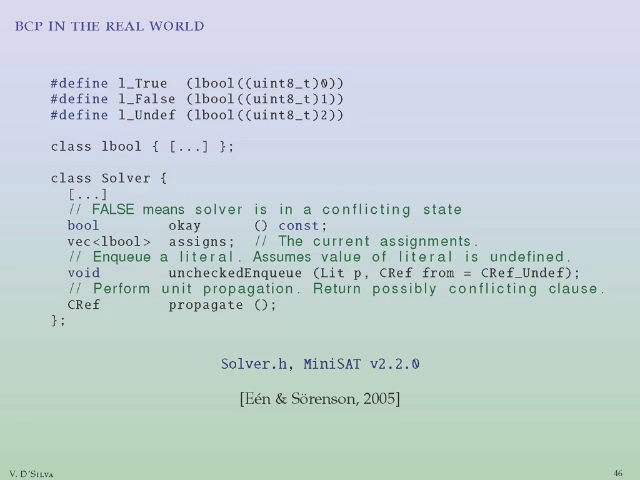 BCP IN THE REAL WORLD
#define l_True (lbool((uint8_t)0))
#define l_False (lbool((uint8_t)1))
#define l_Undef (lbool((uint8_t)2))
class lbool { [...] };
class Solver {
[...]
// FALSE means solver is in a conflicting state
bool okay () const;
vec<lbool> assigns; // The current assignments.
// Enqueue a literal. Assumes value of literal is undefined.
void uncheckedEnqueue (Lit p, CRef from = CRef_Undef);
// Perform unit propagation. Return possibly conflicting clause.
CRef propagate ();
};
Solver.h, MiniSAT v2.2.0
[Eén & Sörenson, 2005]
V. D'SILVA
46